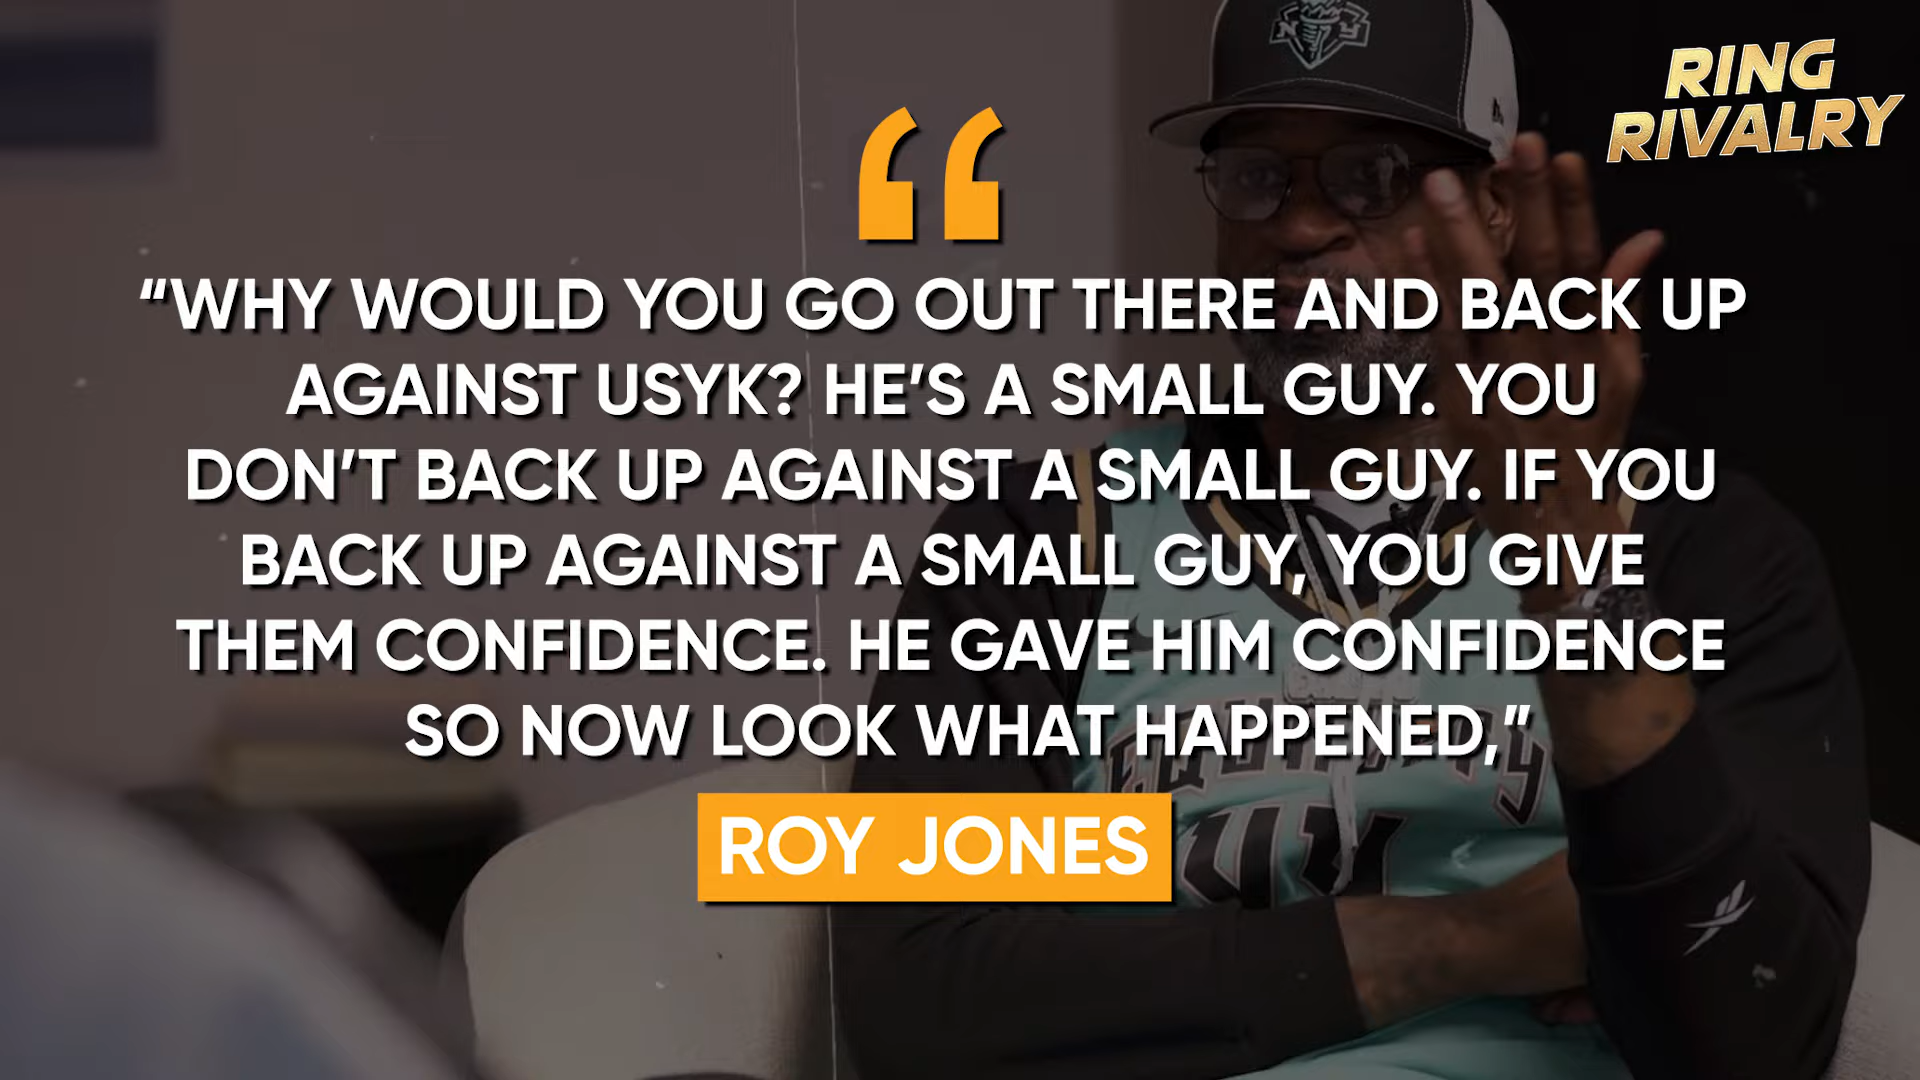 RING
RIVALRY
N Y
“WHY WOULD YOU GO OUT THERE AND BACK UP
AGAINST USYK? HE’S A SMALL GUY. YOU
DON’T BACK UP AGAINST A SMALL GUY. IF YOU
BACK UP AGAINST A SMALL GUY, YOU GIVE
THEM CONFIDENCE. HE GAVE HIM CONFIDENCE
SO NOW LOOK WHAT HAPPENED,”
ROY JONES